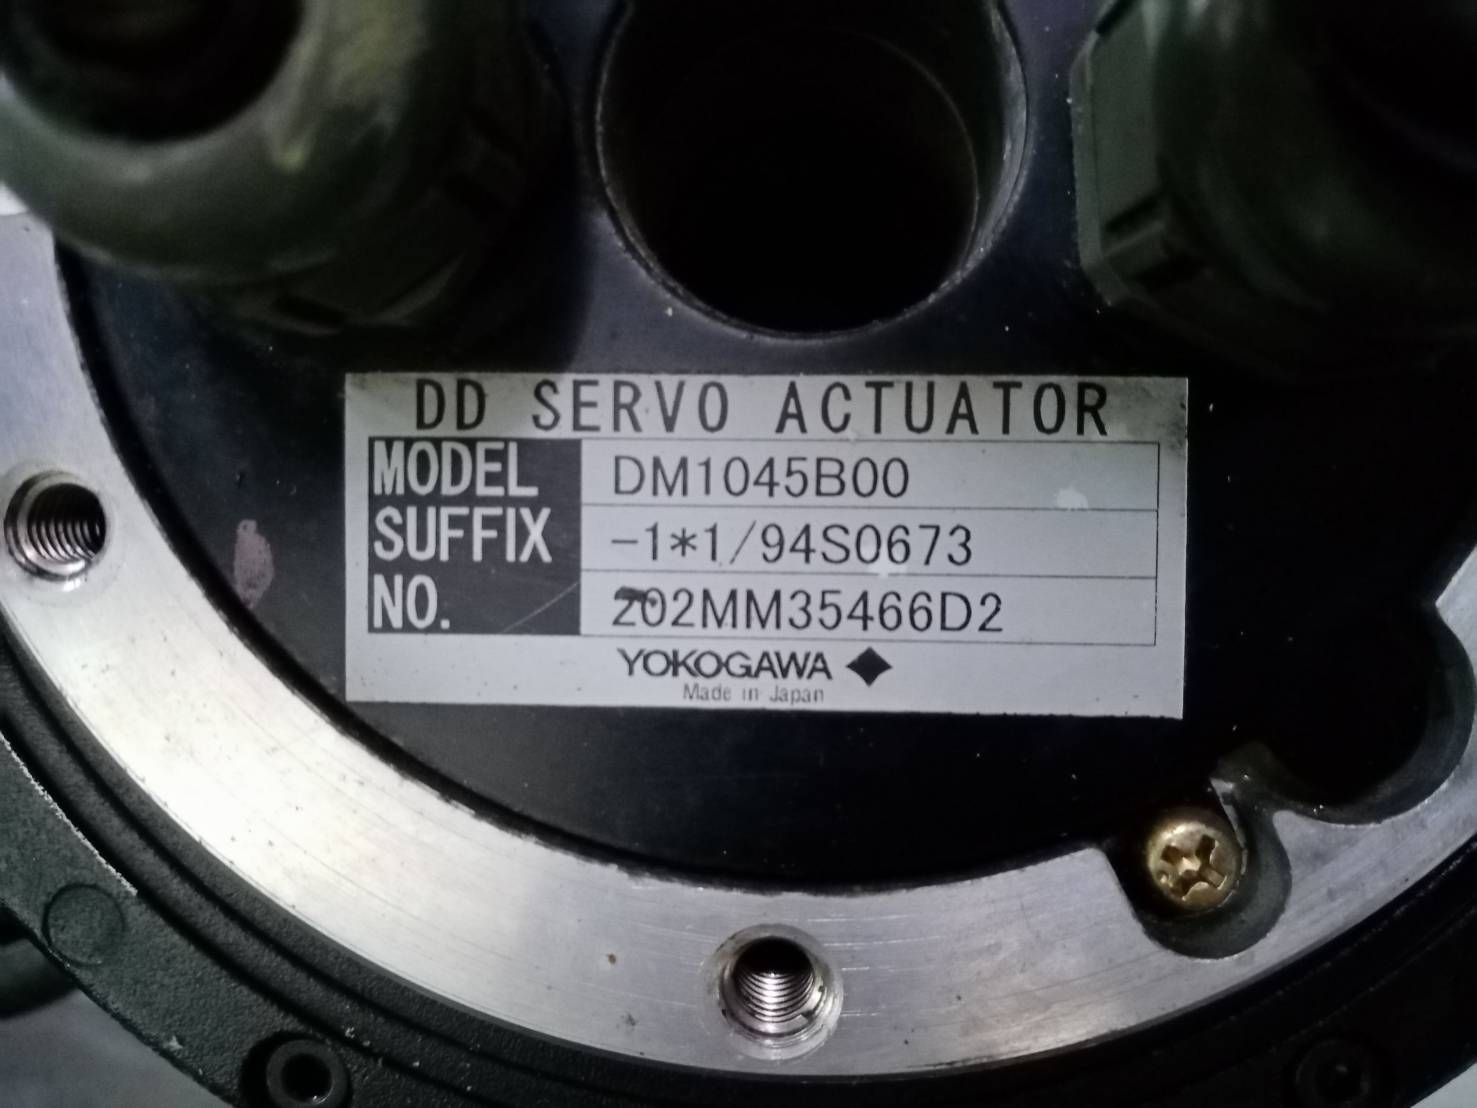 DD SERVO ACTUATOR
MODEL DM1045B00
SUFFIX -1*1/94S0673
NO. 202MM35466D2
YOKOGAWA
Made in Japan